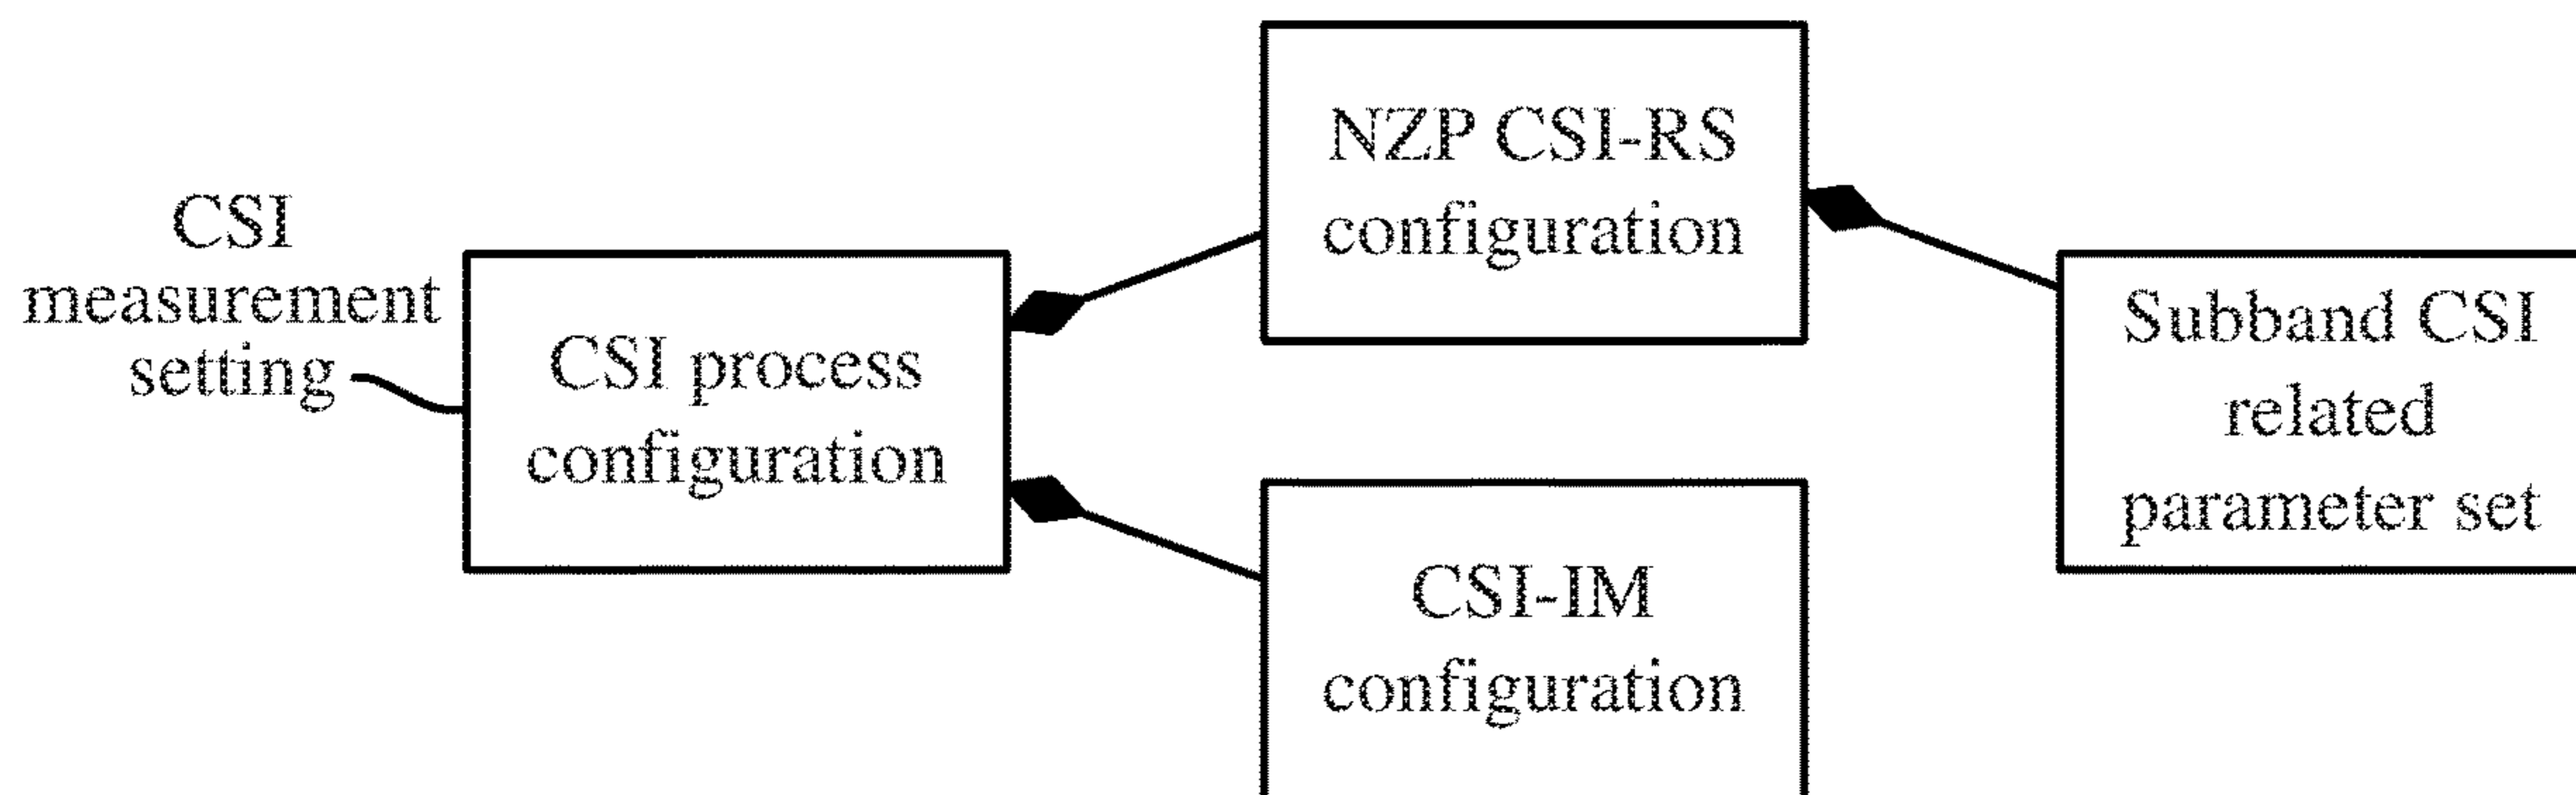 CSI
measurement
setting
CSI process
configuration
NZP CSI-RS
configuration
CSI-IM
configuration
Subband CSI
related
parameter set